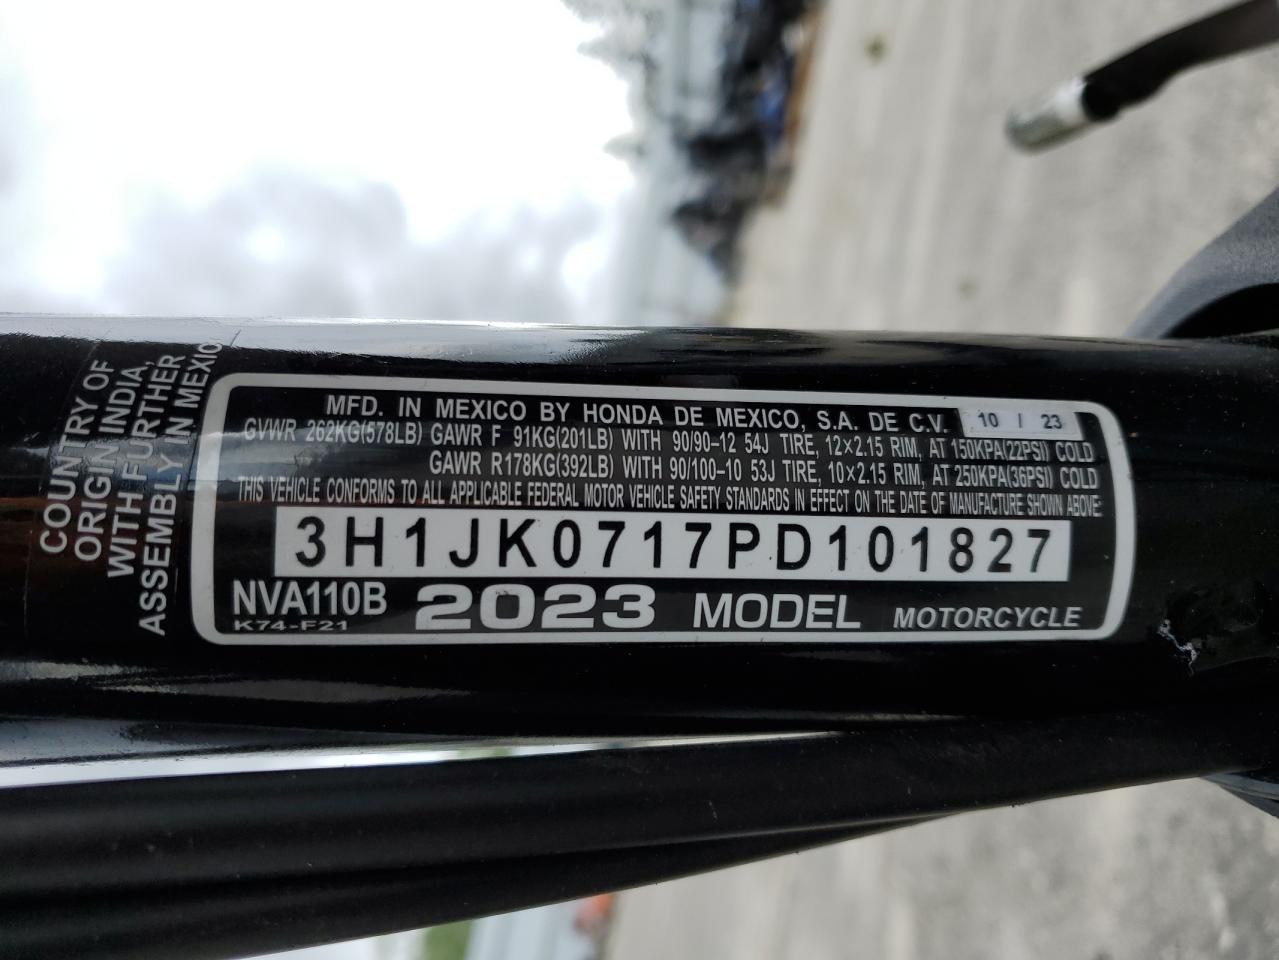 COUNTRY OF
ORIGIN INDIA,
WITH FURTHER
ASSEMBLY IN MEXICO
MFD. IN MEXICO BY HONDA DE MEXICO, S.A. DE C.V. 10 / 23
GVWR 262KG(578LB) GAWR F 91KG(201LB) WITH 90/90-12 54J TIRE, 12×2.15 RIM, AT 150KPA(22PSI) COLD
GAWR R178KG(392LB) WITH 90/100-10 53J TIRE, 10×2.15 RIM, AT 250KPA(36PSI) COLD
THIS VEHICLE CONFORMS TO ALL APPLICABLE FEDERAL MOTOR VEHICLE SAFETY STANDARDS IN EFFECT ON THE DATE OF MANUFACTURE SHOWN ABOVE.
3H1JK0717PD101827
NVA110B 2023 MODEL MOTORCYCLE
K74-F21